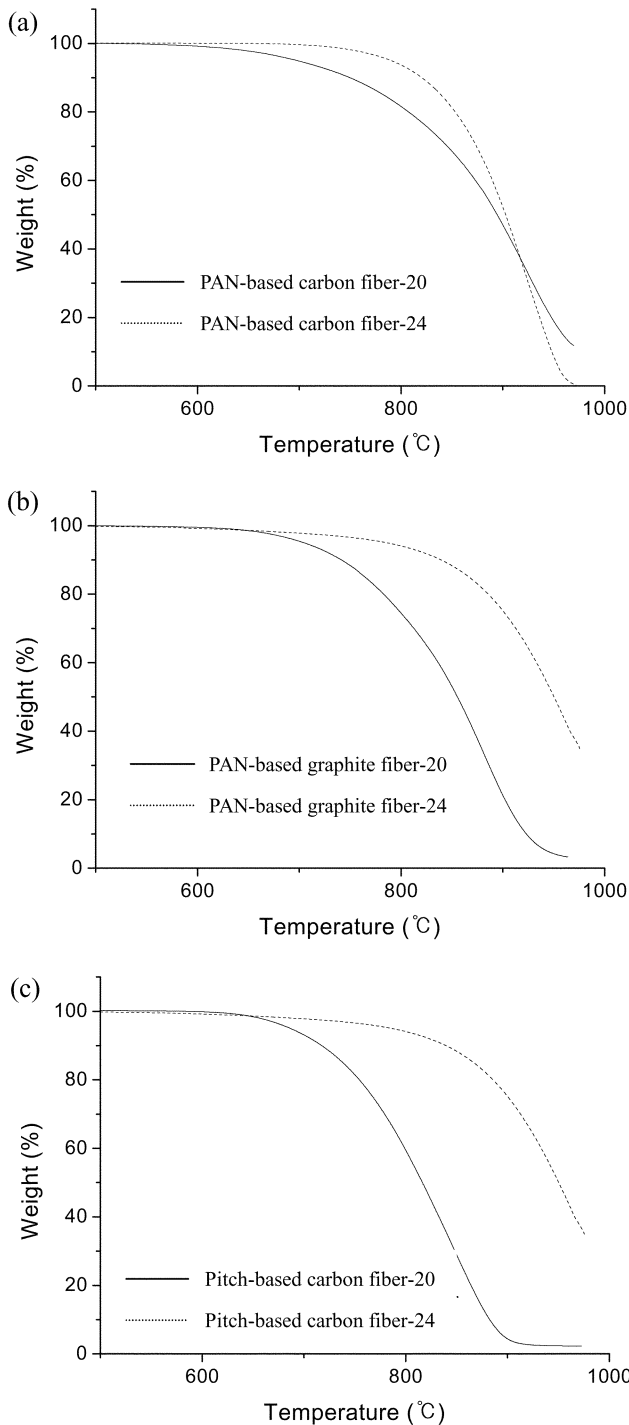 (a)
100
80
60
40
20
0
Weight (%)
PAN-based carbon fiber-20
PAN-based carbon fiber-24
600
800
1000
Temperature (℃)
(b)
100
80
60
40
20
0
Weight (%)
PAN-based graphite fiber-20
PAN-based graphite fiber-24
600
800
1000
Temperature (℃)
(c)
100
80
60
40
20
0
Weight (%)
Pitch-based carbon fiber-20
Pitch-based carbon fiber-24
600
800
1000
Temperature (℃)